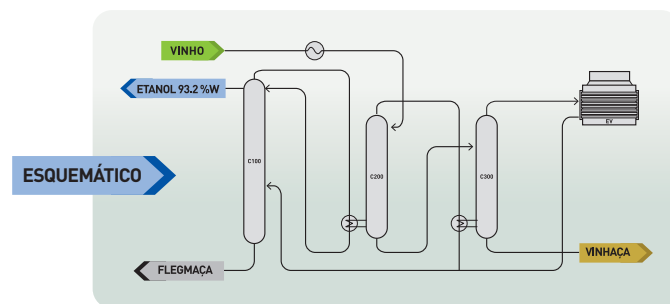 VINHO
ETANOL 93.2 %W
EV
C100
C200
C300
ESQUEMÁTICO
FLEGMAÇA
VINHAÇA